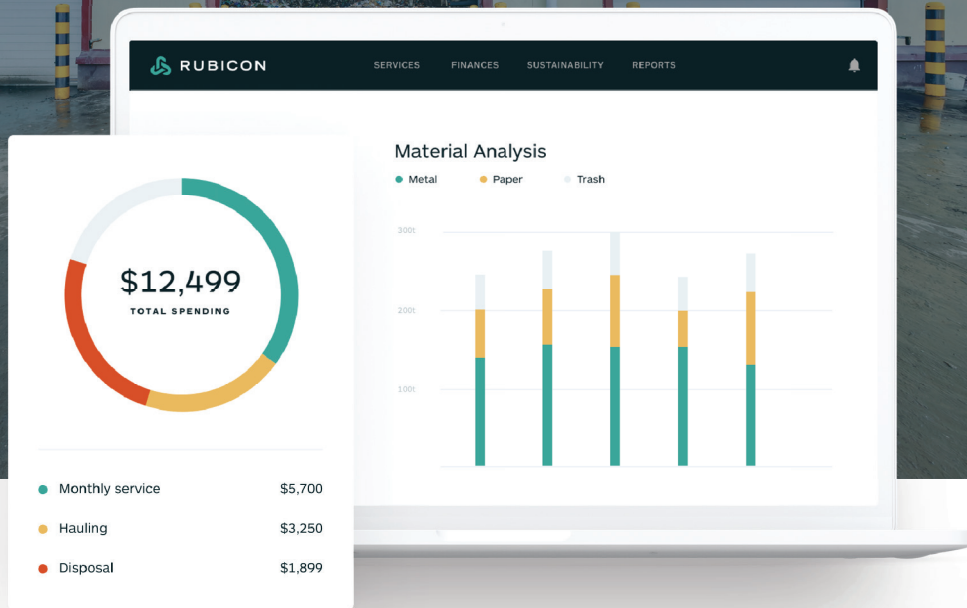 RUBICON
SERVICES FINANCES SUSTAINABILITY REPORTS
Material Analysis
Metal Paper Trash
300t
200t
100t
$12,499
TOTAL SPENDING
Monthly service $5,700
Hauling $3,250
Disposal $1,899